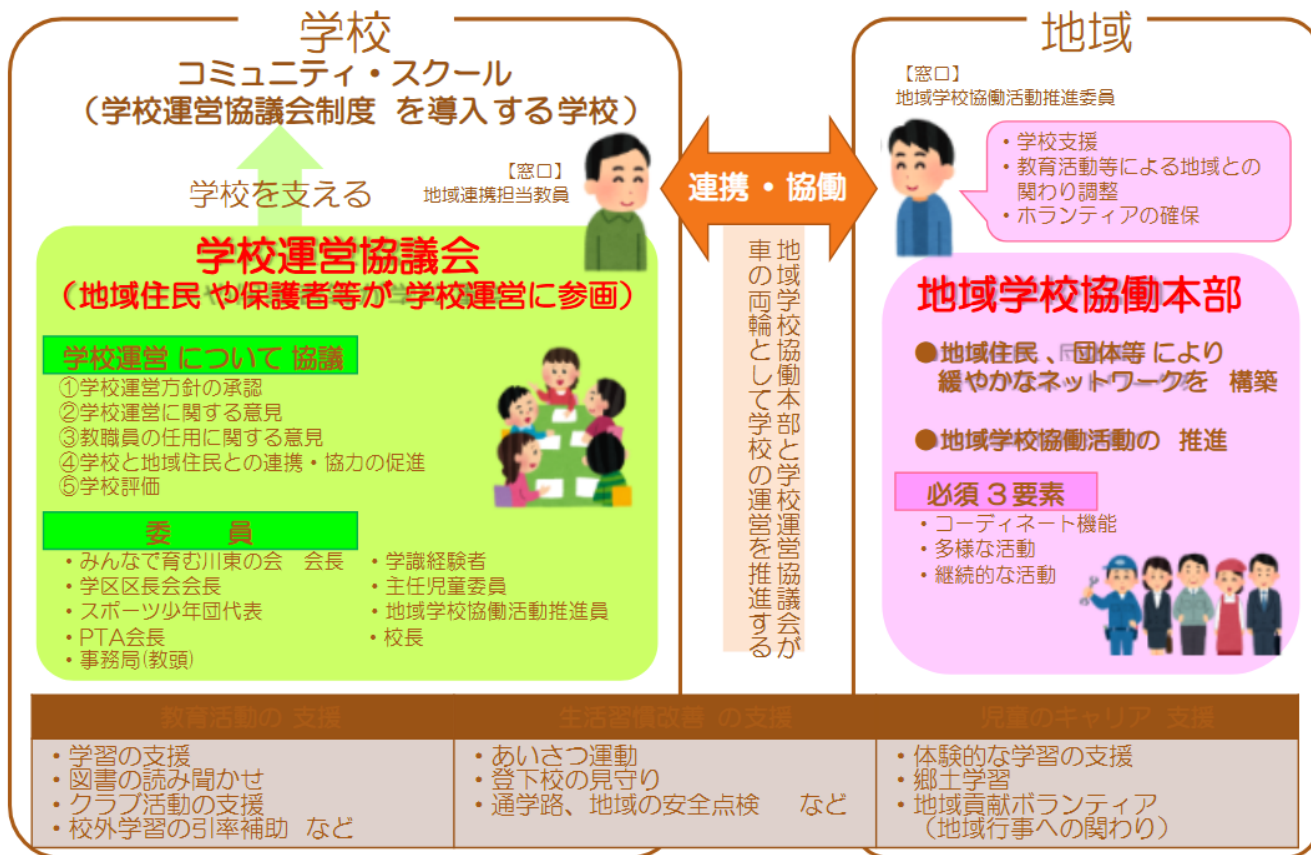 学校
コミュニティ・スクール
（学校運営協議会制度 を導入する学校）
学校を支える
【窓口】
地域連携担当教員
学校運営協議会
（地域住民 や保護者等が 学校運営に参画）
学校運営 について 協議
①学校運営方針の承認
②学校運営に関する意見
③教職員の任用に関する意見
④学校と地域住民との連携・協力の促進
⑤学校評価
委　員
・みんなで育む川東の会　会長
・学区区長会会長
・スポーツ少年団代表
・PTA会長
・事務局(教頭)
・学識経験者
・主任児童委員
・地域学校協働活動推進員
・校長
連携・協働
地域学校協働本部と学校運営協議会が
車の両輪として学校の運営を推進する
地域
【窓口】
地域学校協働活動推進委員
・学校支援
・教育活動等による地域との
関わり調整
・ホランティアの確保
地域学校協働本部
●地域住民 、団体等 により
緩やかなネットワークを 構築
●地域学校協働活動の 推進
必須３要素
・コーディネート機能
・多様な活動
・継続的な活動
教育活動の 支援
・学習の支援
・図書の読み聞かせ
・クラブ活動の支援
・校外学習の引率補助 など
生活習慣改善 の支援
・あいさつ運動
・登下校の見守り
・通学路、地域の安全点検　など
児童のキャリア 支援
・体験的な学習の支援
・郷土学習
・地域貢献ボランティア
（地域行事への関わり）